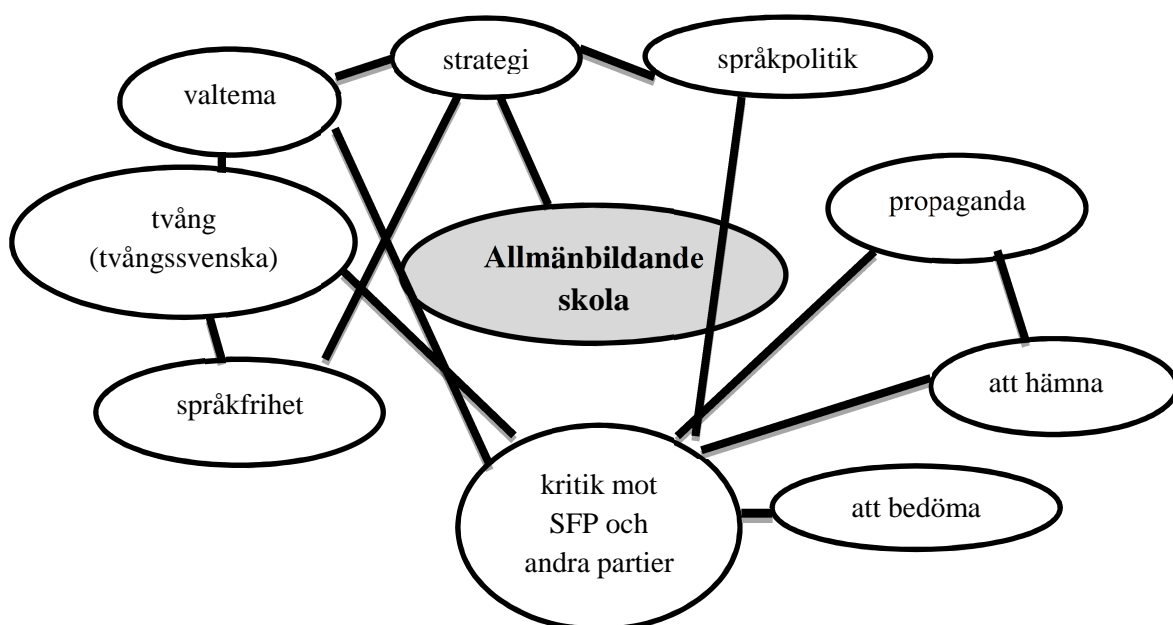 strategi
språkpolitik
valtema
propaganda
tvång
(tvångssvenska)
Allmänbildande
skola
att hämna
språkfrihet
kritik mot
SFP och
andra partier
att bedöma